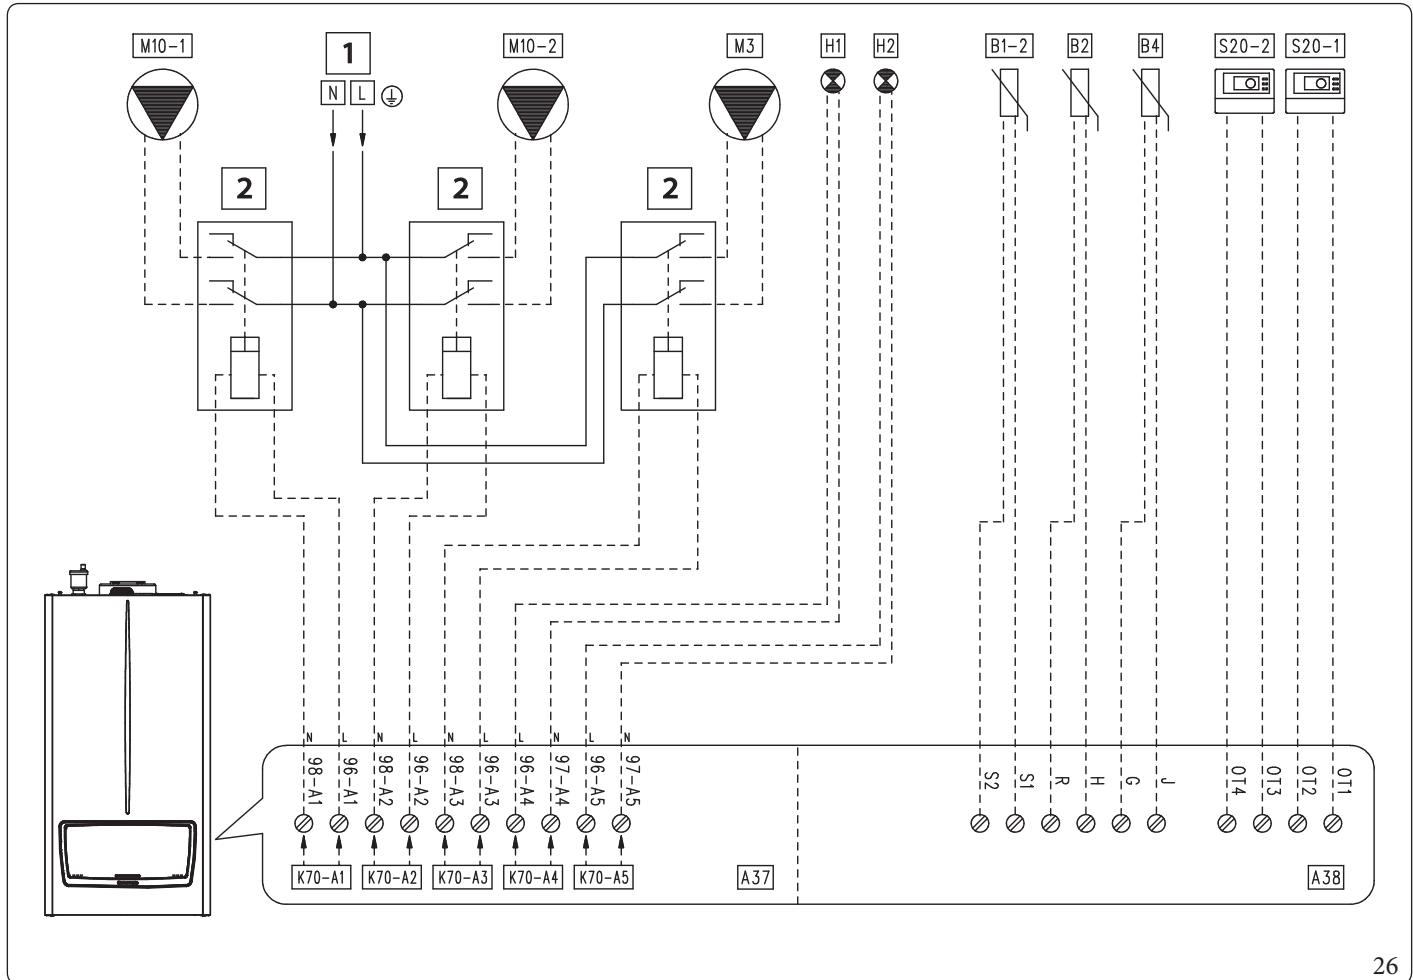 M10-1
1
M10-2
M3
H1
H2
B1-2
B2
B4
S20-2
S20-1
N
L
2
2
2
N
L
N
L
N
L
L
N
L
N
98-A1
96-A1
98-A2
96-A2
98-A3
96-A3
96-A4
97-A4
96-A5
97-A5
S2
S1
R
H
G
J
OT4
OT3
OT2
OT1
K70-A1
K70-A2
K70-A3
K70-A4
K70-A5
A37
A38
26